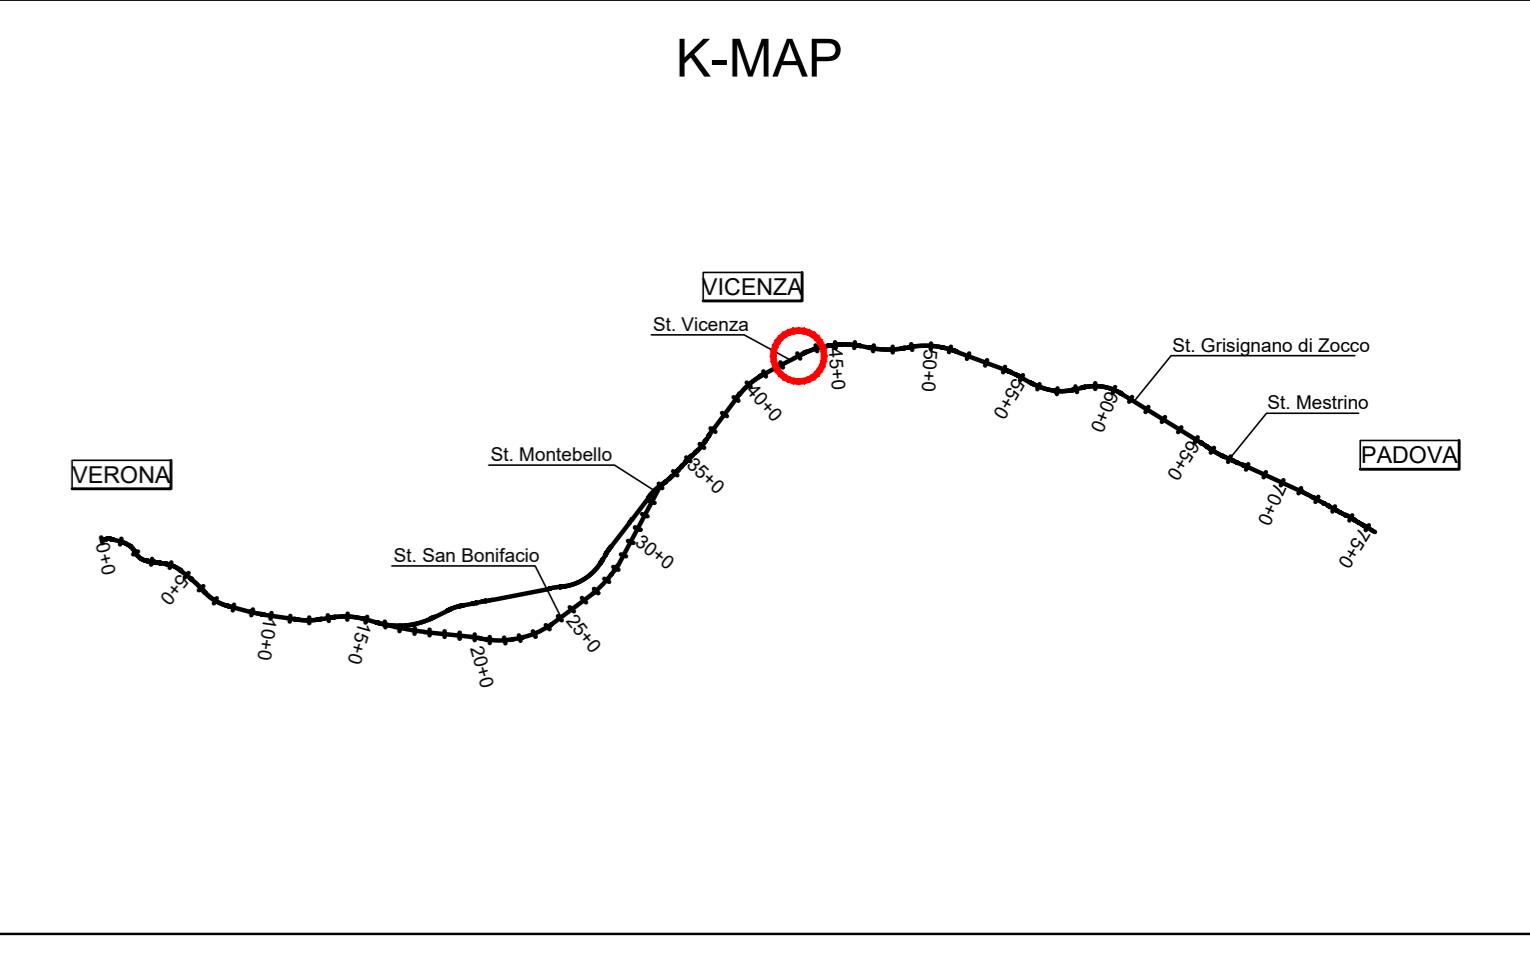 K-MAP
VICENZA
St. Vicenza
St. Grisignano di Zocco
St. Mestrino
PADOVA
St. Montebello
VERONA
St. San Bonifacio
0+0
5+0
10+0
15+0
20+0
25+0
30+0
35+0
40+0
45+0
50+0
55+0
60+0
65+0
70+0
75+0